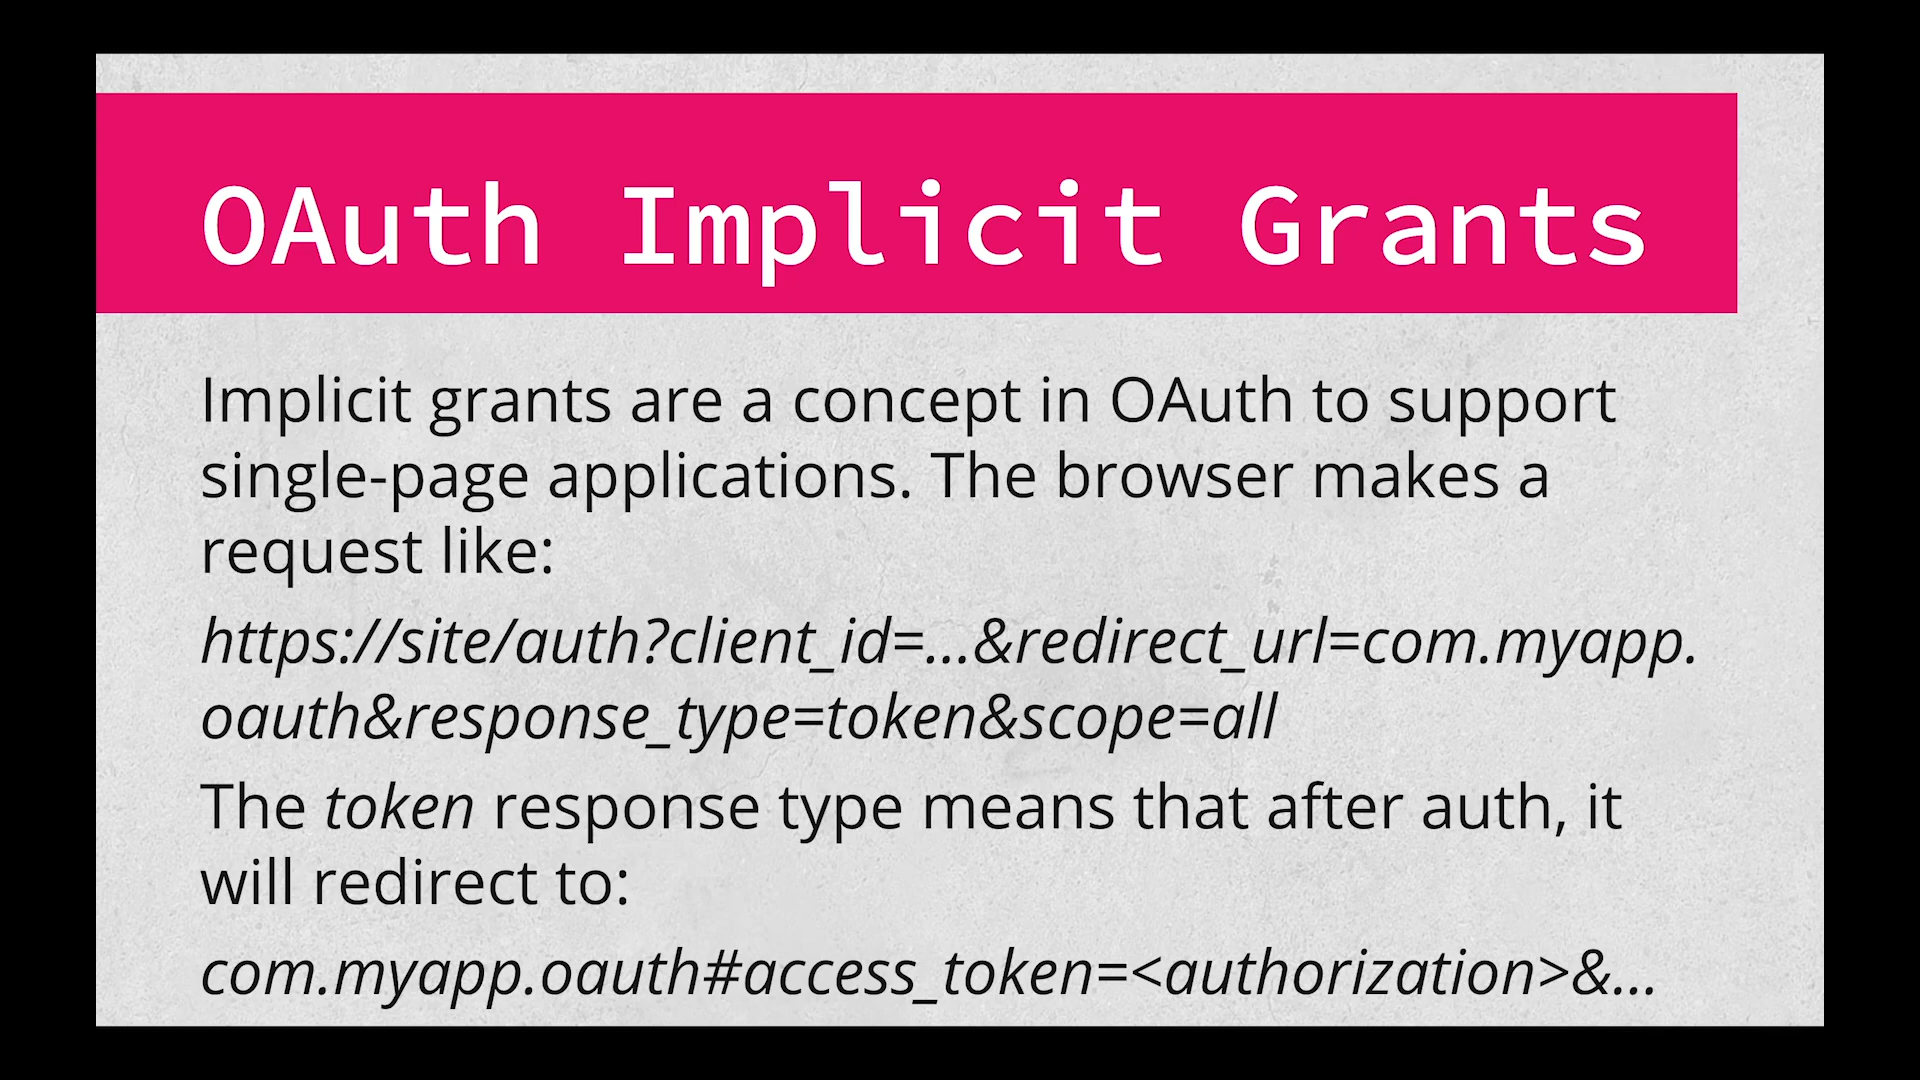 OAuth Implicit Grants
Implicit grants are a concept in OAuth to support
single-page applications. The browser makes a
request like:
https://site/auth?client_id=...&redirect_url=com.myapp.
oauth&response_type=token&scope=all
The token response type means that after auth, it
will redirect to:
com.myapp.oauth#access_token=<authorization>&...